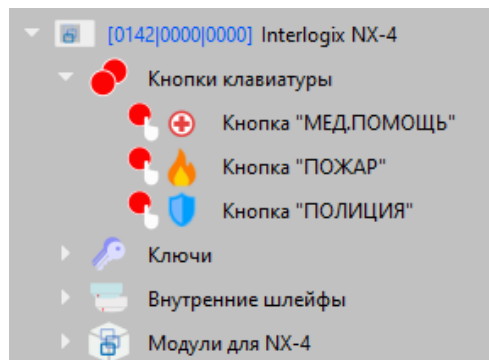 [0142|0000|0000] Interlogix NX-4
Кнопки клавиатуры
Кнопка "МЕД.ПОМОЩЬ"
Кнопка "ПОЖАР"
Кнопка "ПОЛИЦИЯ"
Ключи
Внутренние шлейфы
Модули для NX-4